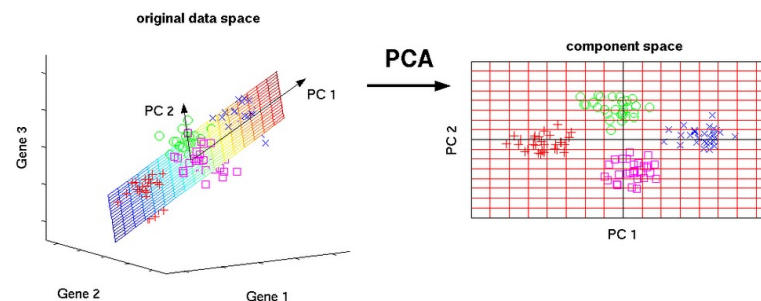 original data space
PCA
component space
PC 1
PC 2
Gene 3
PC 2
Gene 2
Gene 1
PC 1